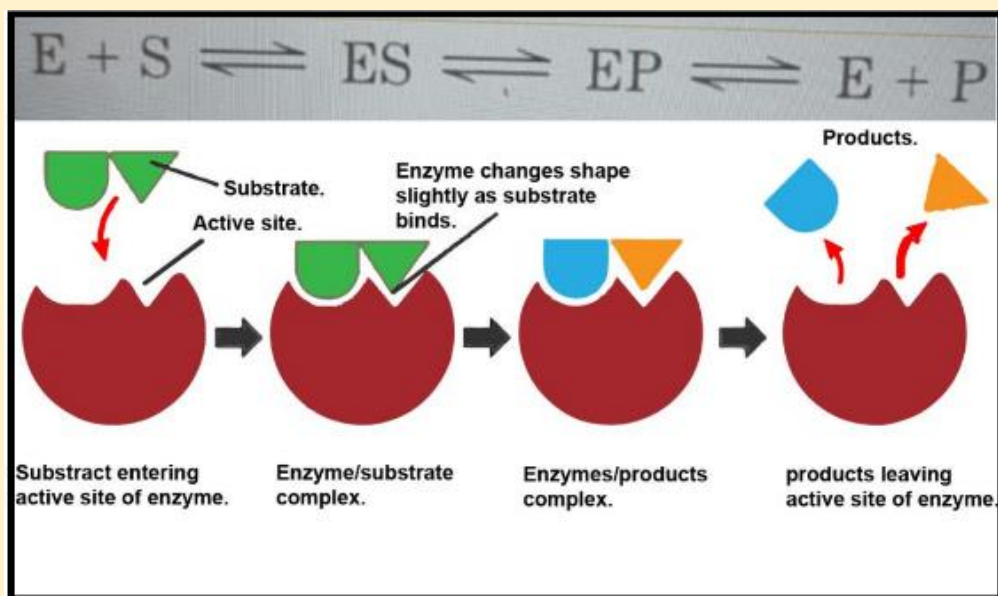 E + S ⇌ ES ⇌ EP ⇌ E + P
Products.
Substrate.
Active site.
Enzyme changes shape
slightly as substrate
binds.
Substract entering
active site of enzyme.
Enzyme/substrate
complex.
Enzymes/products
complex.
products leaving
active site of enzyme.